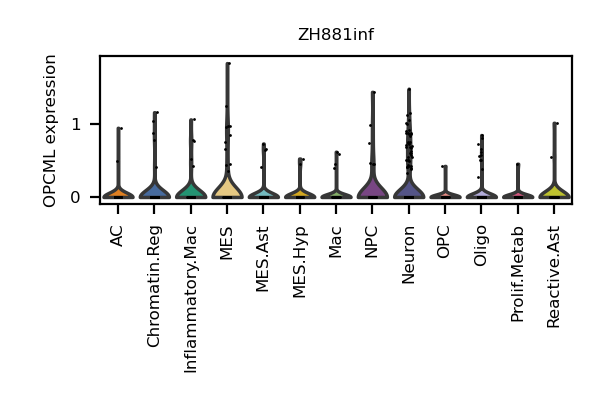 ZH881inf
OPCML expression
1
0
AC
Chromatin.Reg
Inflammatory.Mac
MES
MES.Ast
MES.Hyp
Mac
NPC
Neuron
OPC
Oligo
Prolif.Metab
Reactive.Ast